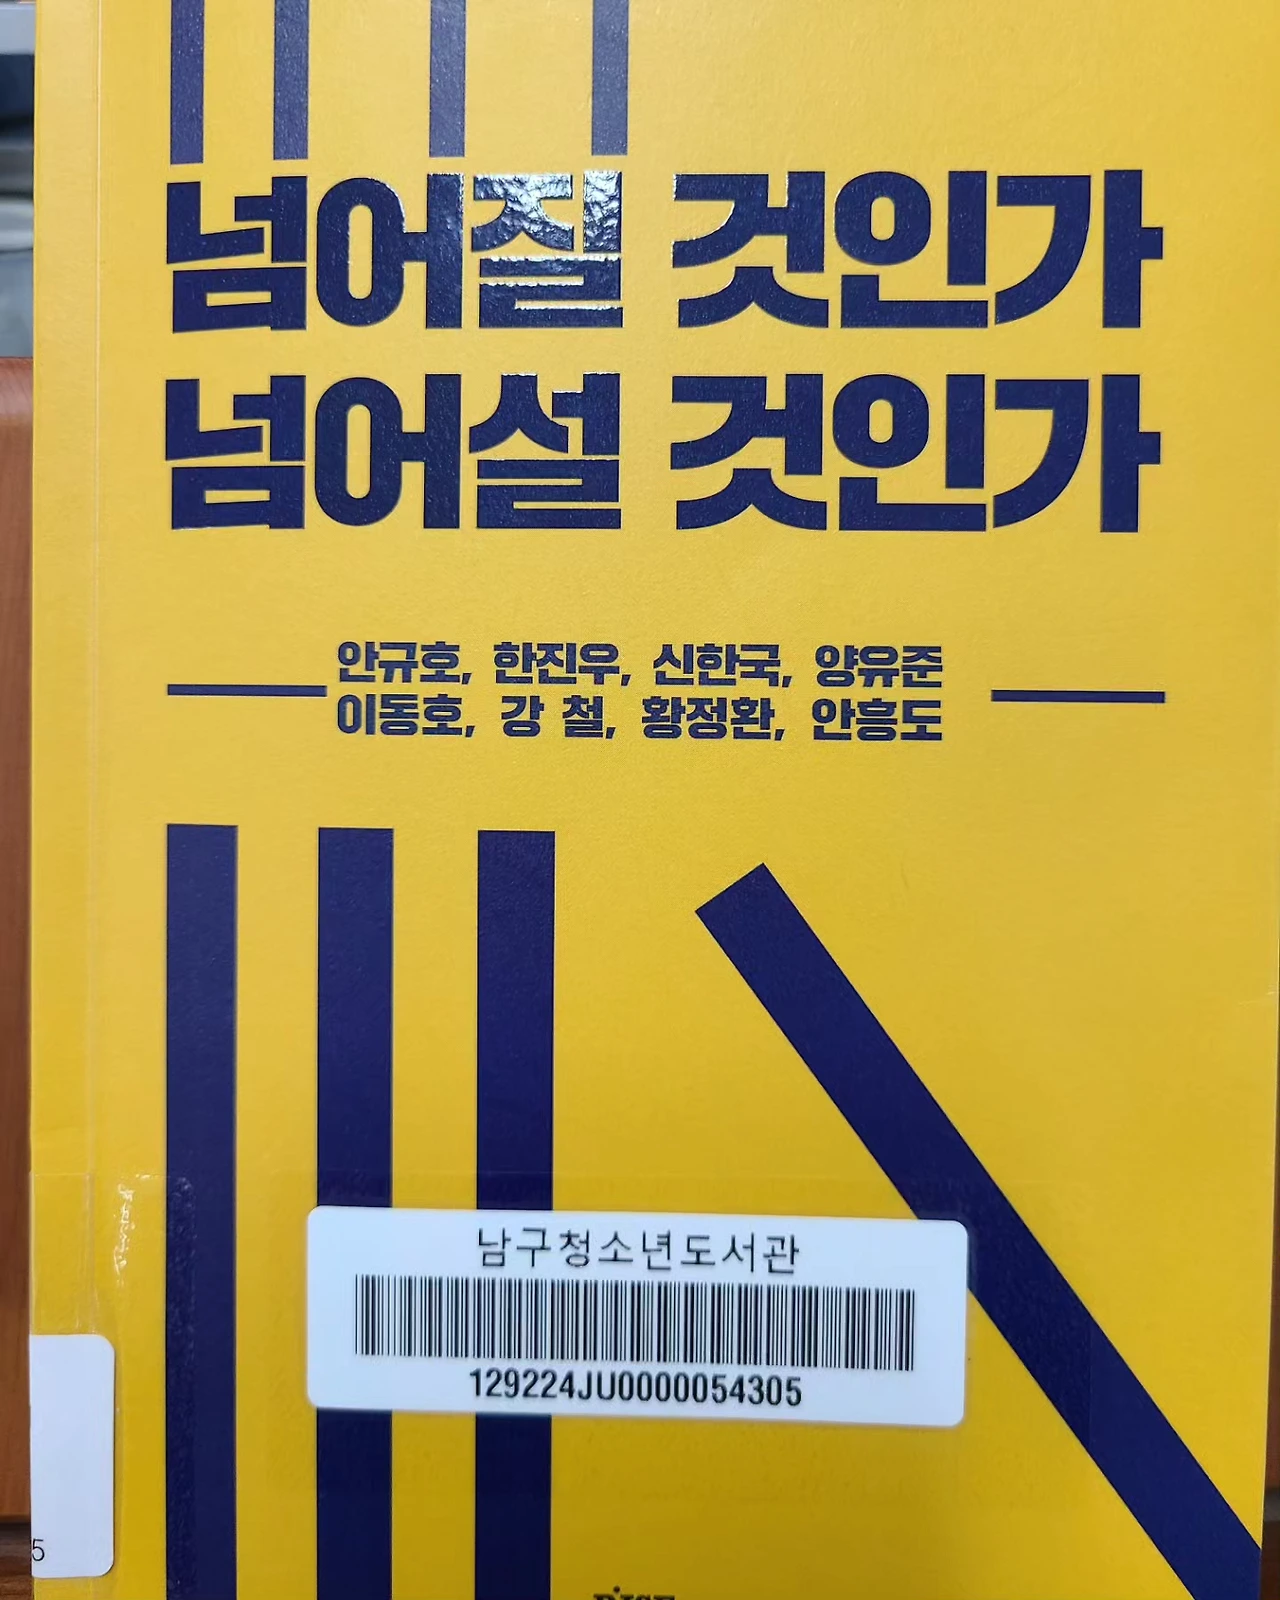 넘어질 것인가
넘어설 것인가
안규호, 한진우, 신한국, 양유준
이동호, 강 철, 황정환, 안흥도
남구청소년도서관
129224JU0000054305
5